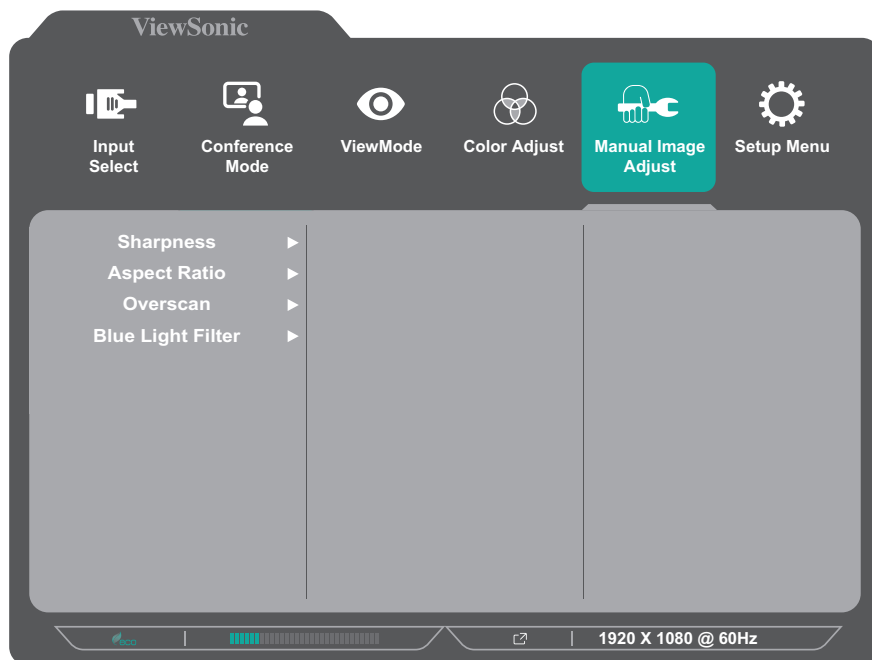 ViewSonic
Input
Select
Conference
Mode
ViewMode
Color Adjust
Manual Image
Adjust
Setup Menu
Sharpness
Aspect Ratio
Overscan
Blue Light Filter
eco
1920 X 1080 @ 60Hz